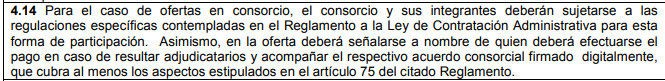 4.14 Para el caso de ofertas en consorcio, el consorcio y sus integrantes deberán sujetarse a las
regulaciones específicas contempladas en el Reglamento a la Ley de Contratación Administrativa para esta
forma de participación. Asimismo, en la oferta deberá señalarse a nombre de quien deberá efectuarse el
pago en caso de resultar adjudicatarios y acompañar el respectivo acuerdo consorcial firmado digitalmente,
que cubra al menos los aspectos estipulados en el artículo 75 del citado Reglamento.